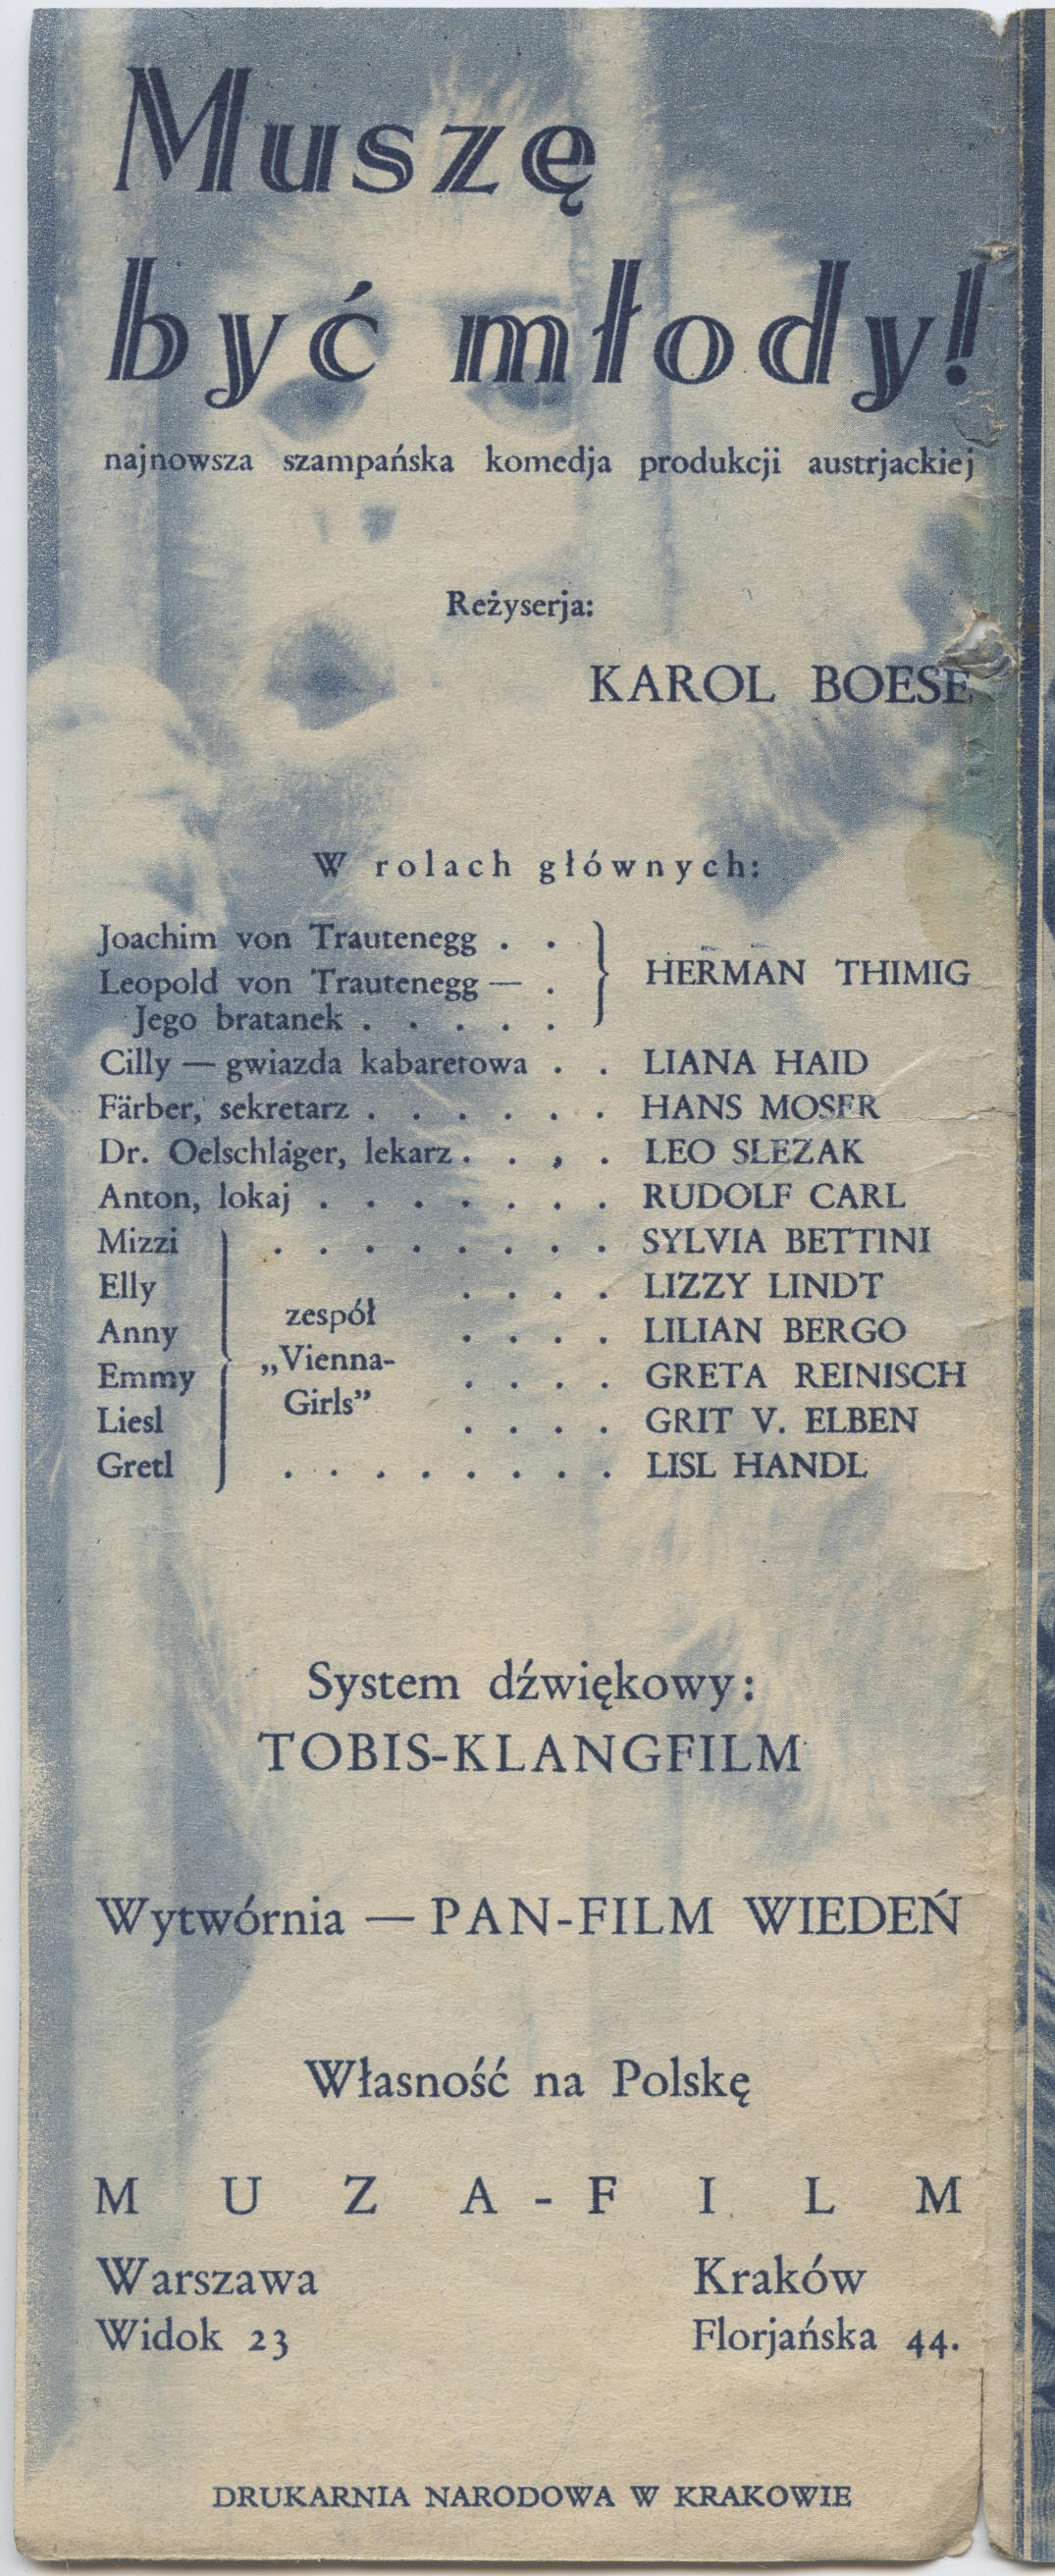 Muszę
być młody!
najnowsza szampańska komedja produkcji austrjackiej
Reżyserja:
KAROL BOESE
W rolach głównych:
Joachim von Trautenegg . . } HERMAN THIMIG
Leopold von Trautenegg — .
Jego bratanek . . . . .
Cilly — gwiazda kabaretowa . . LIANA HAID
Färber, sekretarz . . . . . . HANS MOSER
Dr. Oelschläger, lekarz . . , . LEO SLEZAK
Anton, lokaj . . . . . . . RUDOLF CARL
Mizzi . . . . . . . . SYLVIA BETTINI
Elly . . . . LIZZY LINDT
zespół
Anny . . . . LILIAN BERGO
„Vienna-
Emmy . . . . GRETA REINISCH
Girls”
Liesl . . . . GRIT V. ELBEN
Gretl . . . . . . . . LISL HANDL
System dźwiękowy:
TOBIS-KLANGFILM
Wytwórnia — PAN-FILM WIEDEŃ
Własność na Polskę
MUZA-FILM
Warszawa Kraków
Widok 23 Florjańska 44.
DRUKARNIA NARODOWA W KRAKOWIE